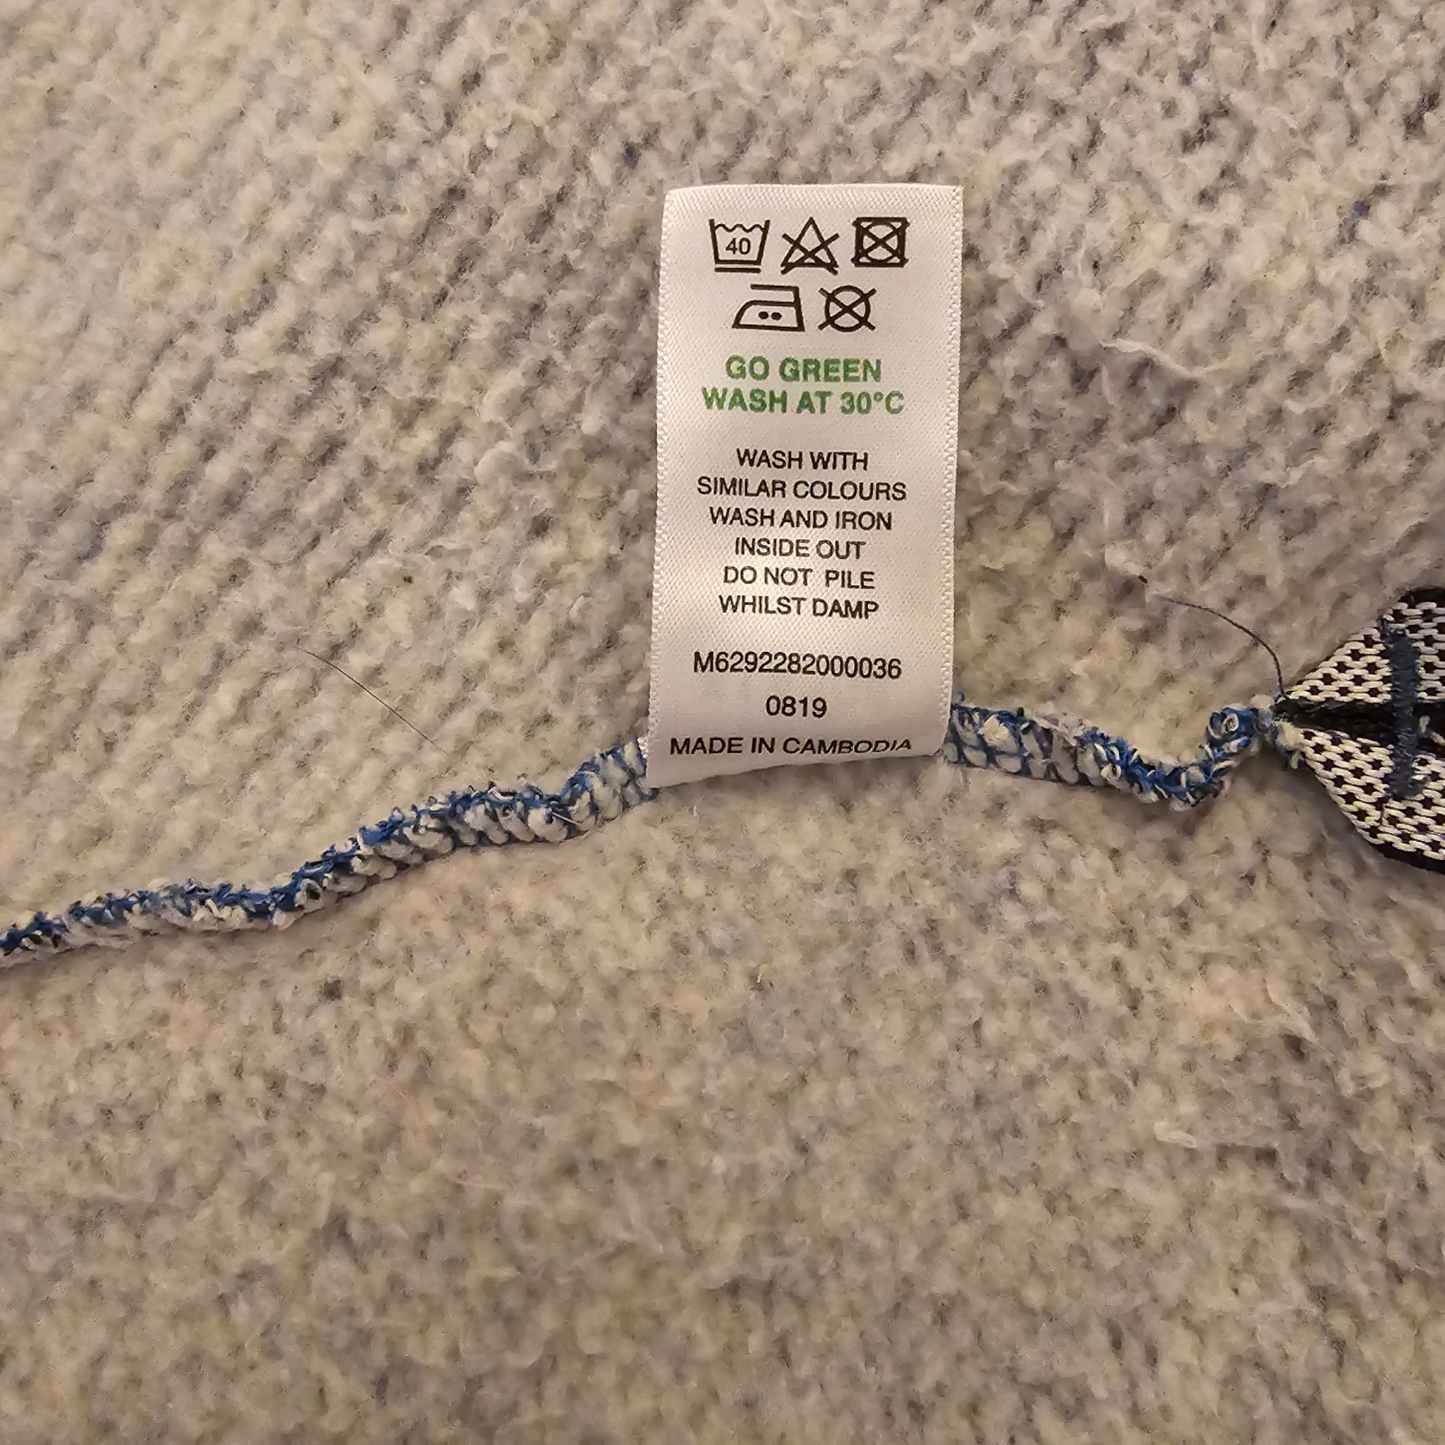 40
GO GREEN
WASH AT 30°C
WASH WITH
SIMILAR COLOURS
WASH AND IRON
INSIDE OUT
DO NOT PILE
WHILST DAMP
M6292282000036
0819
MADE IN CAMBODIA